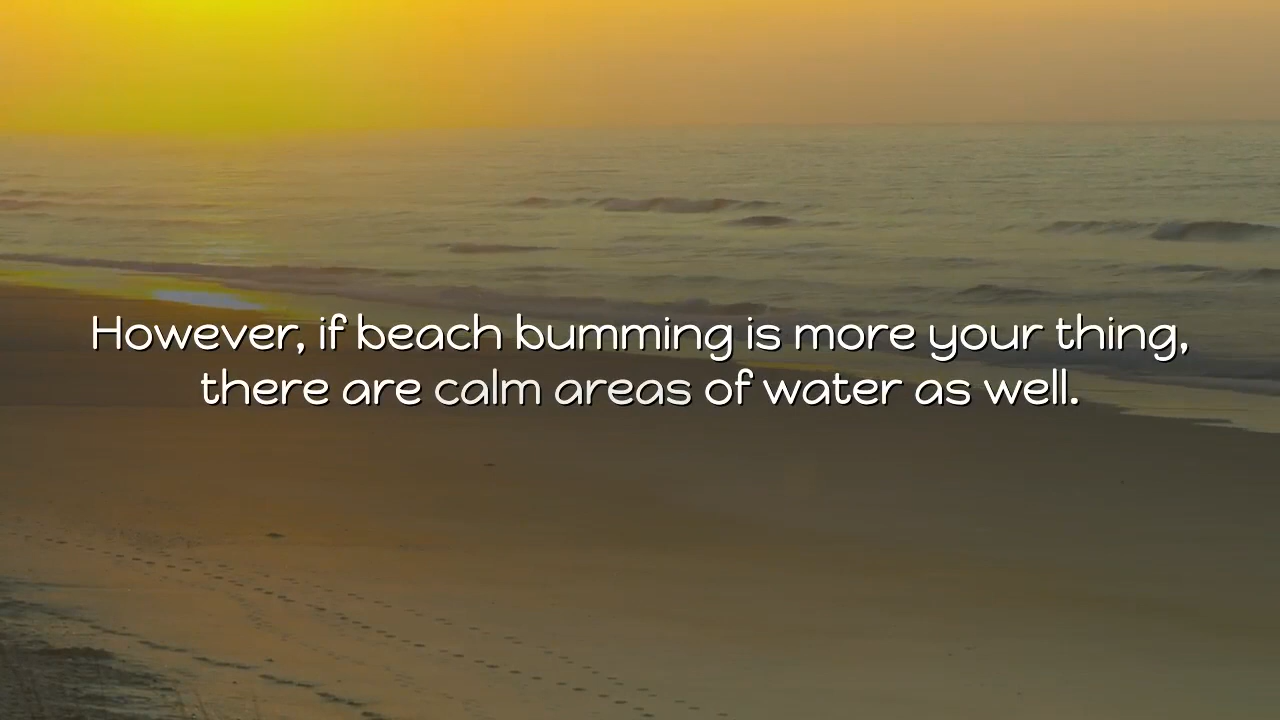 However, if beach bumming is more your thing,
there are calm areas of water as well.